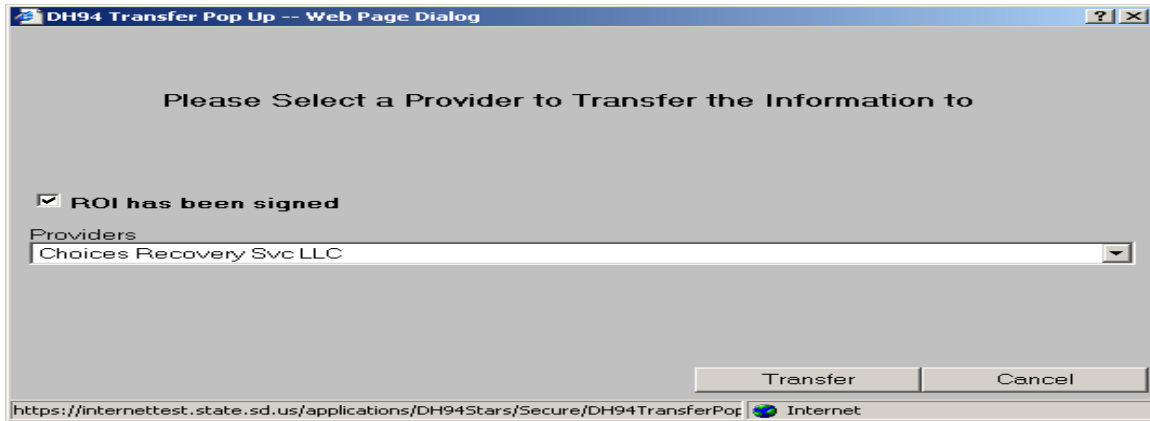 DH94 Transfer Pop Up -- Web Page Dialog
Please Select a Provider to Transfer the Information to
ROI has been signed
Providers
Choices Recovery Svc LLC
Transfer Cancel
https://internettest.state.sd.us/applications/DH94Stars/Secure/DH94TransferPop Internet